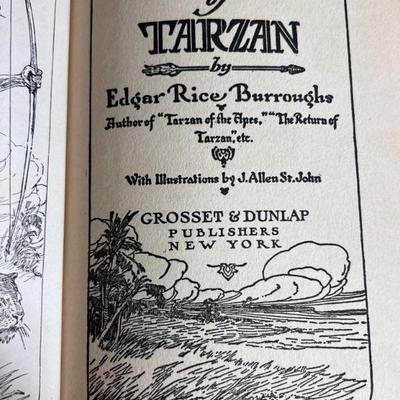 of
TARZAN
by
Edgar Rice Burroughs
Author of "Tarzan of the Apes," "The Return of
Tarzan," etc.
With Illustrations by J. Allen St. John
GROSSET & DUNLAP
PUBLISHERS
NEW YORK